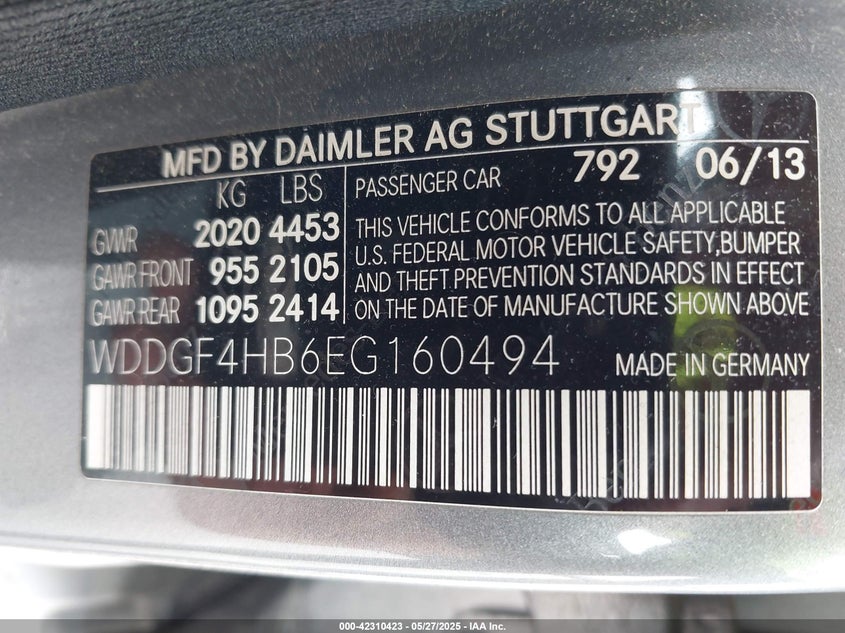 MFD BY DAIMLER AG STUTTGART
792 06/13
KG LBS
PASSENGER CAR
GVWR 2020 4453
GAWR FRONT 955 2105
GAWR REAR 1095 2414
THIS VEHICLE CONFORMS TO ALL APPLICABLE
U.S. FEDERAL MOTOR VEHICLE SAFETY,BUMPER
AND THEFT PREVENTION STANDARDS IN EFFECT
ON THE DATE OF MANUFACTURE SHOWN ABOVE
WDDGF4HB6EG160494 MADE IN GERMANY
000-42310423 - 05/27/2025 - IAA Inc.